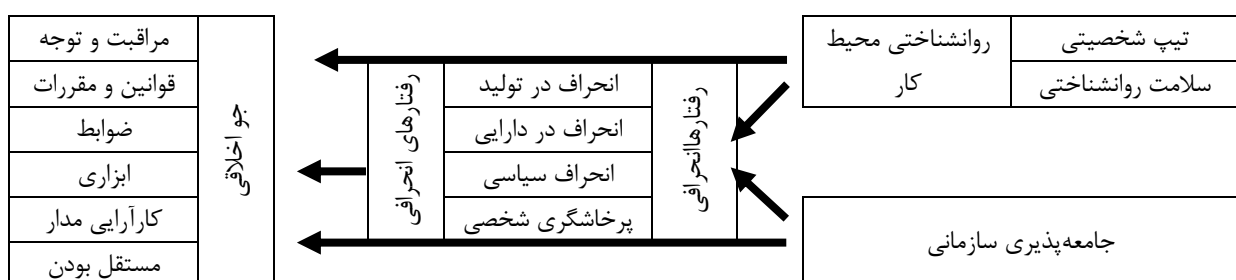 تیپ شخصیتی
سلامت روانشناختی
روانشناختی محیط
کار
جامعه‌پذیری سازمانی
رفتارهاانحرافی
انحراف در تولید
انحراف در دارایی
انحراف سیاسی
پرخاشگری شخصی
رفتارهای انحرافی
جو اخلاقی
مراقبت و توجه
قوانین و مقررات
ضوابط
ابزاری
کارآرایی مدار
مستقل بودن